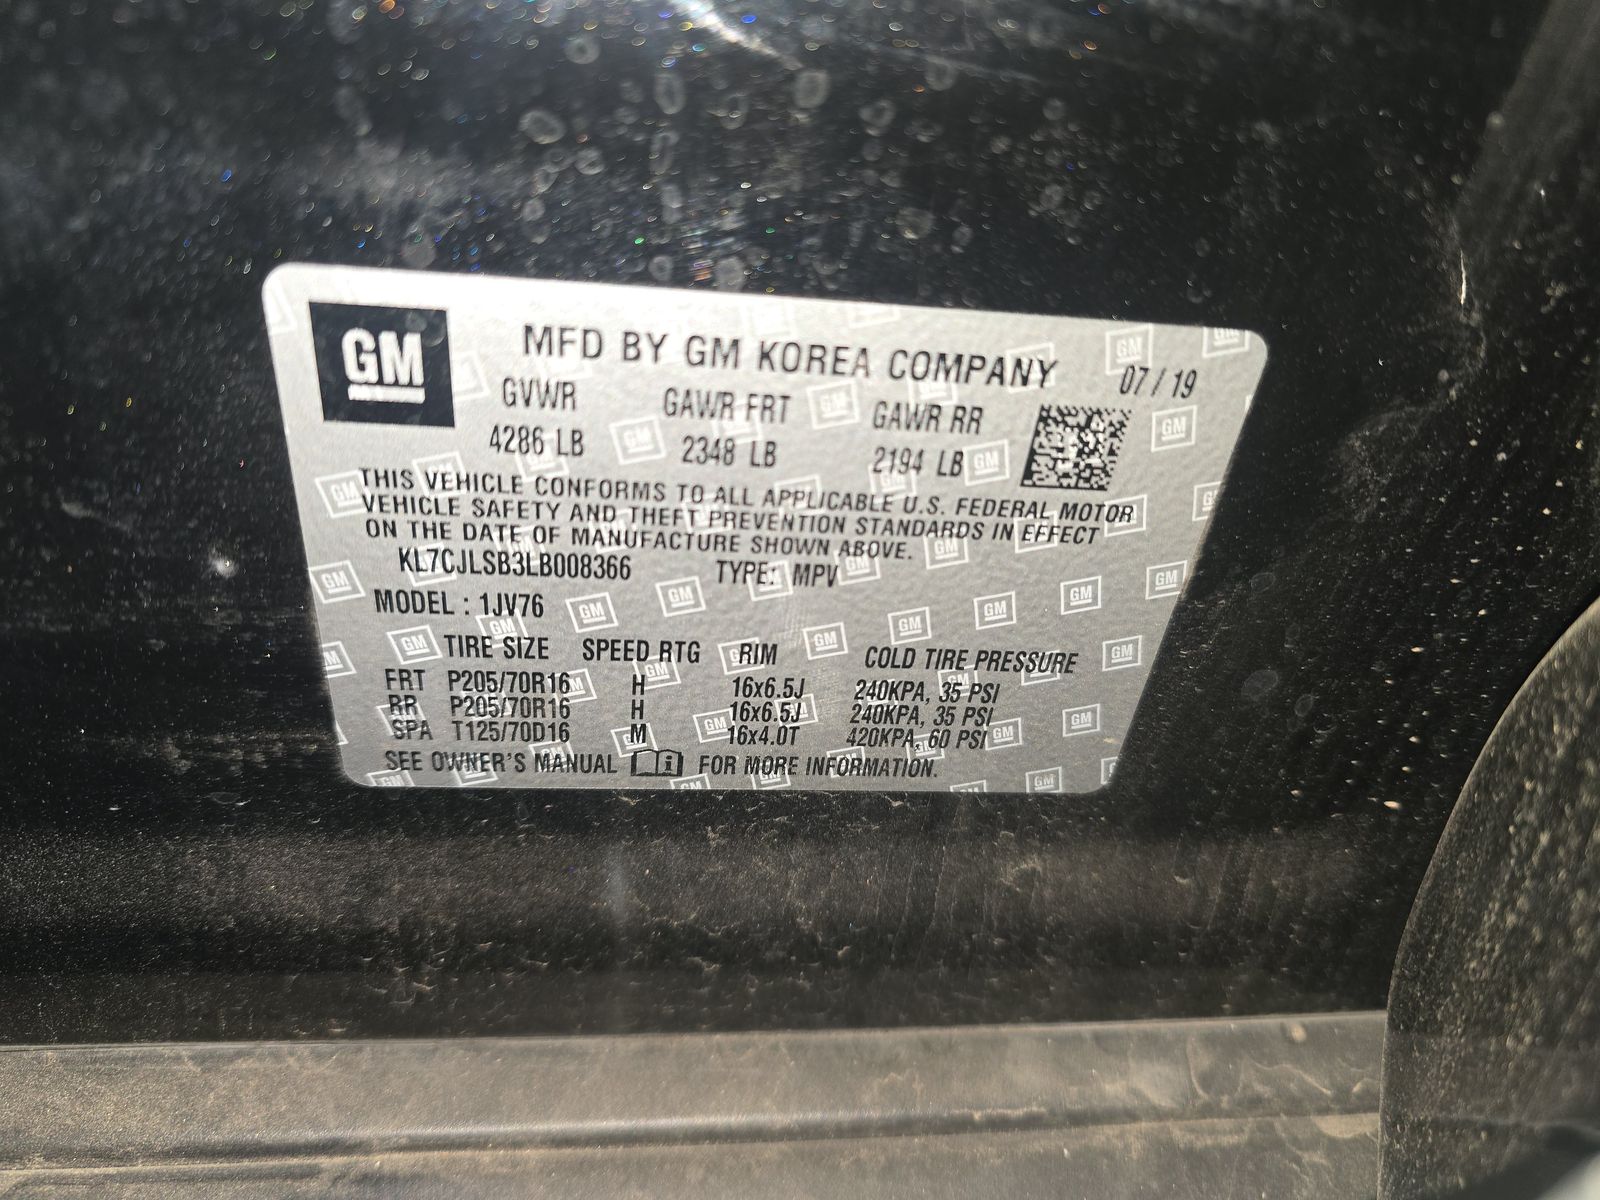 GM
MFD BY GM KOREA COMPANY 07 / 19
GVWR GAWR FRT GAWR RR
4286 LB 2348 LB 2194 LB
THIS VEHICLE CONFORMS TO ALL APPLICABLE U.S. FEDERAL MOTOR
VEHICLE SAFETY AND THEFT PREVENTION STANDARDS IN EFFECT
ON THE DATE OF MANUFACTURE SHOWN ABOVE.
KL7CJLSB3LB008366 TYPE: MPV
MODEL : 1JV76
TIRE SIZE SPEED RTG RIM COLD TIRE PRESSURE
FRT P205/70R16 H 16x6.5J 240KPA, 35 PSI
RR P205/70R16 H 16x6.5J 240KPA, 35 PSI
SPA T125/70D16 M 16x4.0T 420KPA, 60 PSI
SEE OWNER'S MANUAL i FOR MORE INFORMATION.